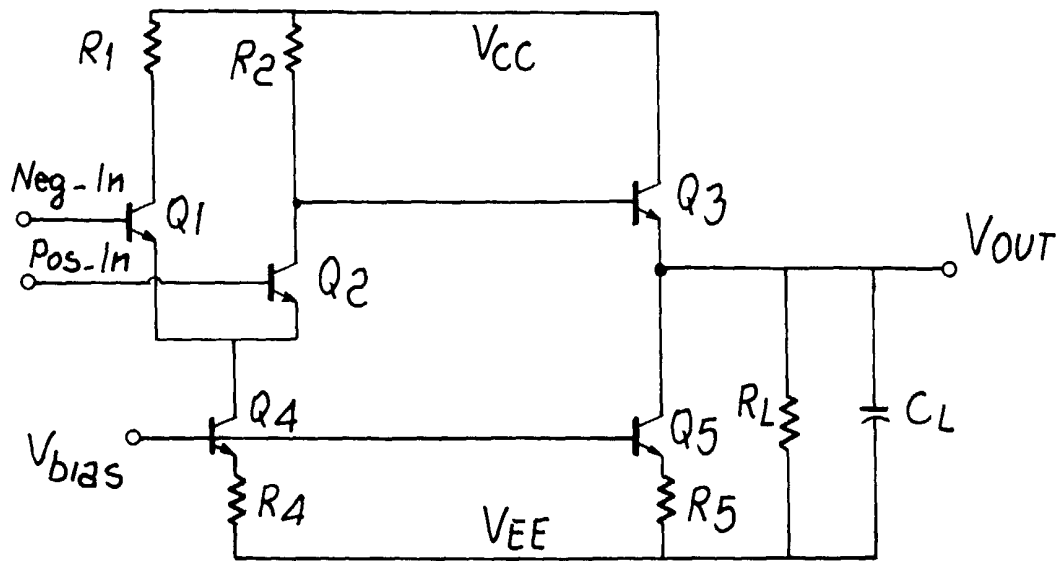 R1
R2
VCC
Neg-In
Q1
Q3
Pos-In
Q2
VOUT
Q4
Q5
RL
CL
Vbias
R4
R5
VEE